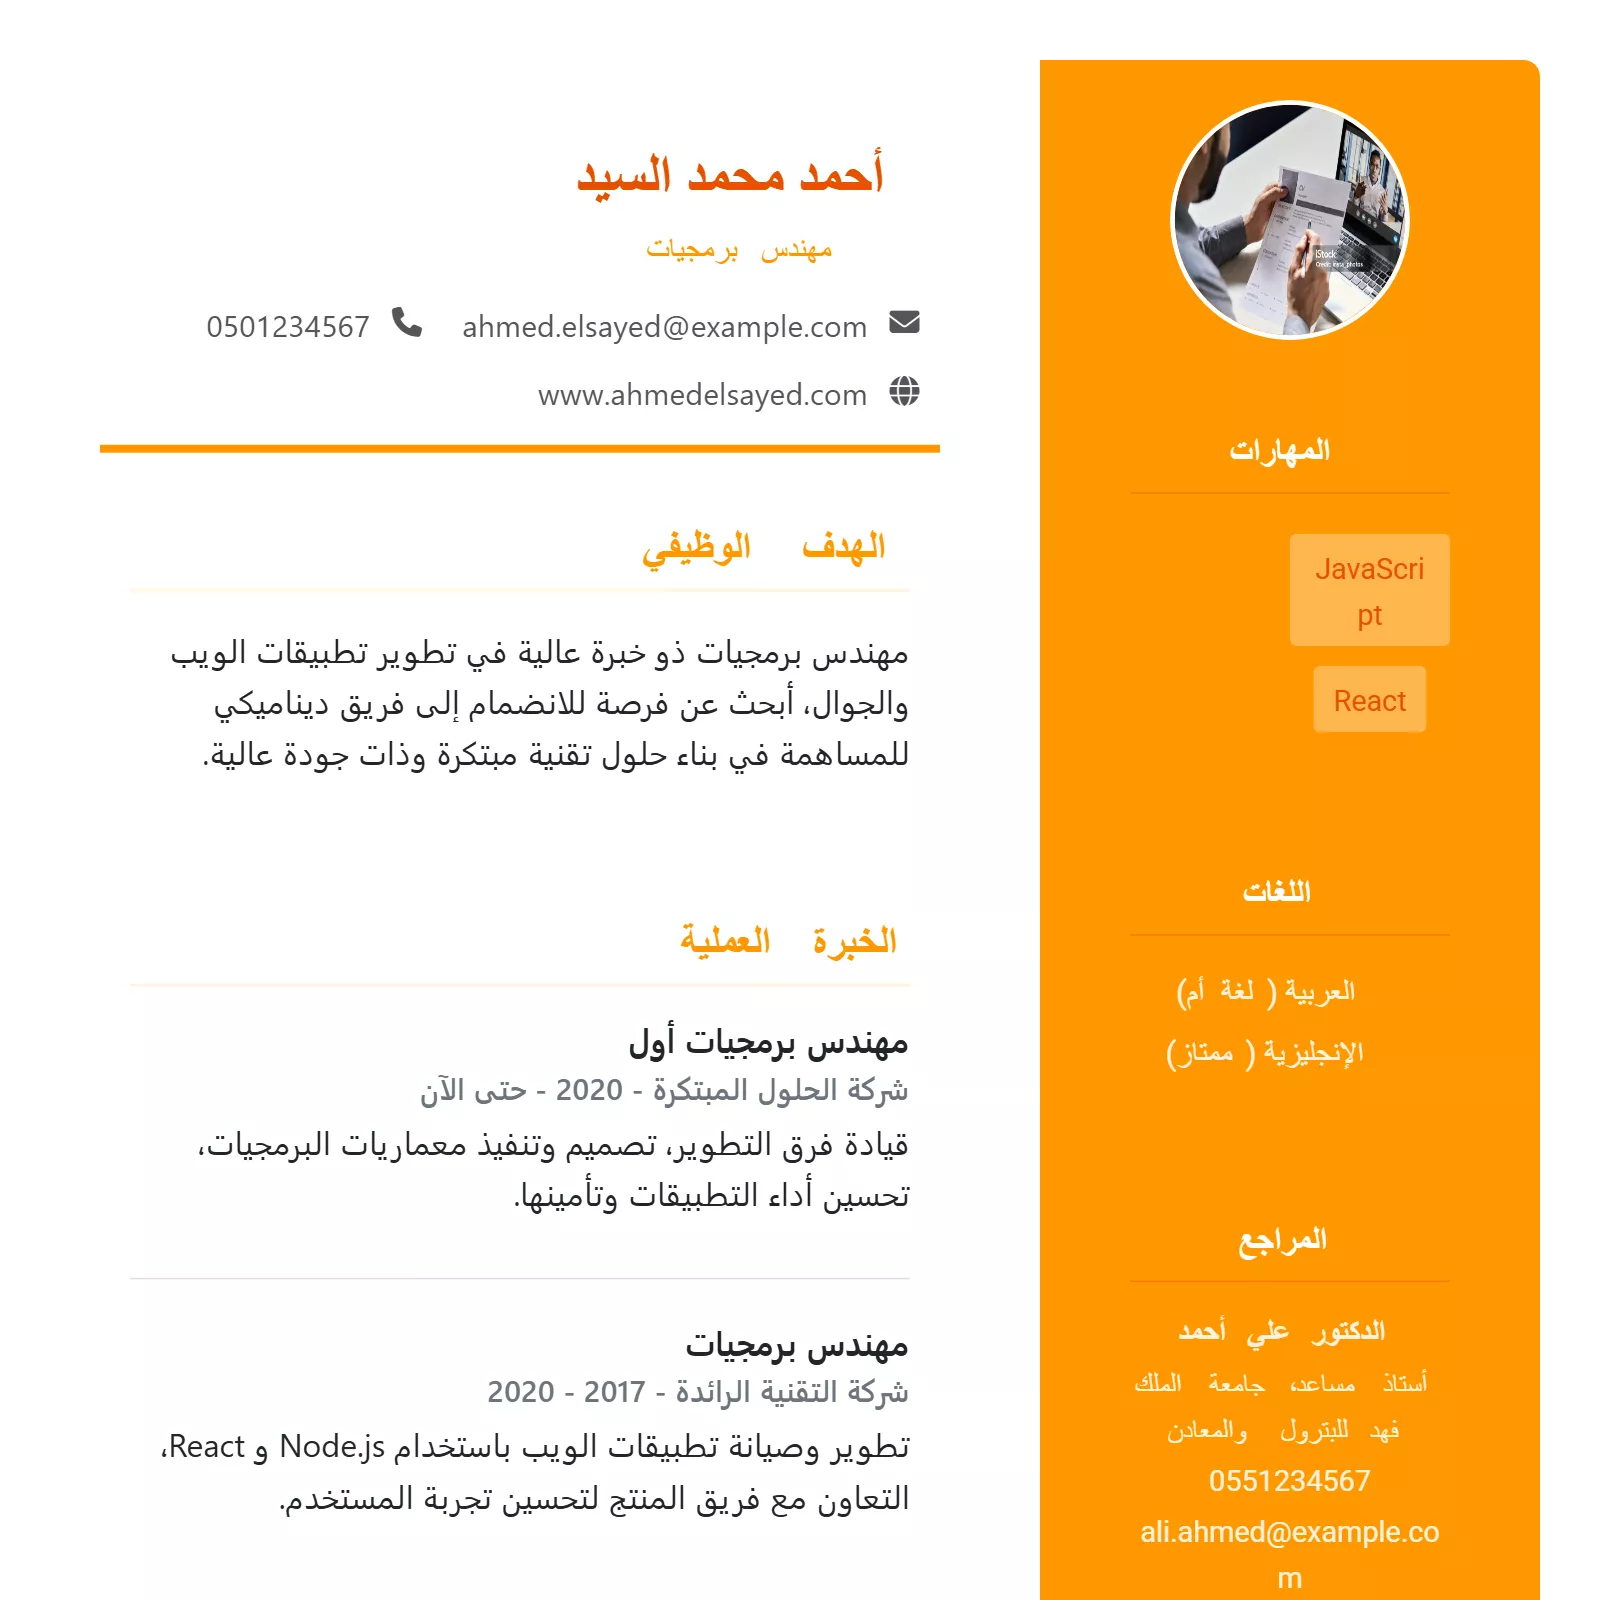 أحمد محمد السيد
مهندس برمجيات
ahmed.elsayed@example.com 0501234567
www.ahmedelsayed.com
الهدف الوظيفي
مهندس برمجيات ذو خبرة عالية في تطوير تطبيقات الويب
والجوال، أبحث عن فرصة للانضمام إلى فريق ديناميكي
للمساهمة في بناء حلول تقنية مبتكرة وذات جودة عالية.
الخبرة العملية
مهندس برمجيات أول
شركة الحلول المبتكرة - 2020 - حتى الآن
قيادة فرق التطوير، تصميم وتنفيذ معماريات البرمجيات،
تحسين أداء التطبيقات وتأمينها.
مهندس برمجيات
شركة التقنية الرائدة - 2017 - 2020
تطوير وصيانة تطبيقات الويب باستخدام Node.js و React،
التعاون مع فريق المنتج لتحسين تجربة المستخدم.
iStock
Credit: insta_photos
المهارات
JavaScri
pt
React
اللغات
العربية ( لغة أم)
الإنجليزية ( ممتاز)
المراجع
الدكتور علي أحمد
أستاذ مساعد، جامعة الملك
فهد للبترول والمعادن
0551234567
ali.ahmed@example.co
m